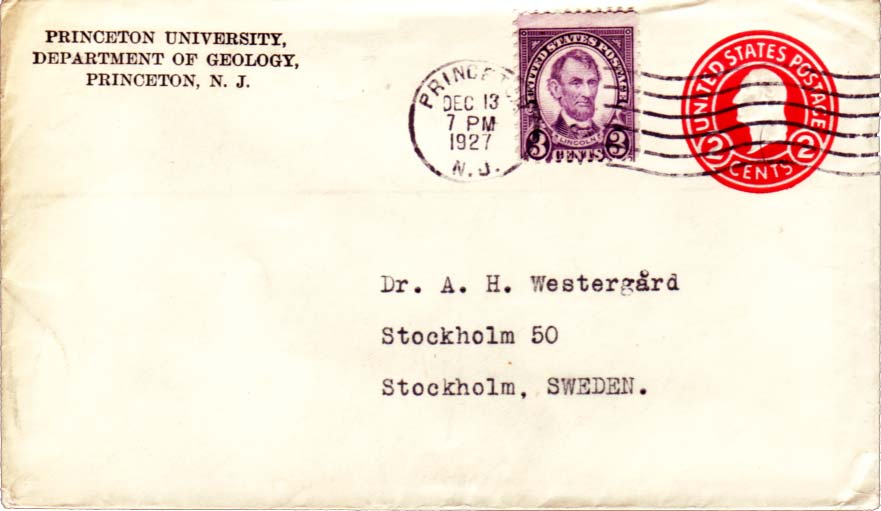 PRINCETON UNIVERSITY,
DEPARTMENT OF GEOLOGY,
PRINCETON, N. J.
PRINCET
DEC 13
7 PM
1927
N. J.
UNITED STATES POSTAGE
LINCOLN
3 CENTS 3
UNITED STATES POSTAGE
2 CENTS 2
Dr. A. H. Westergård
Stockholm 50
Stockholm, SWEDEN.